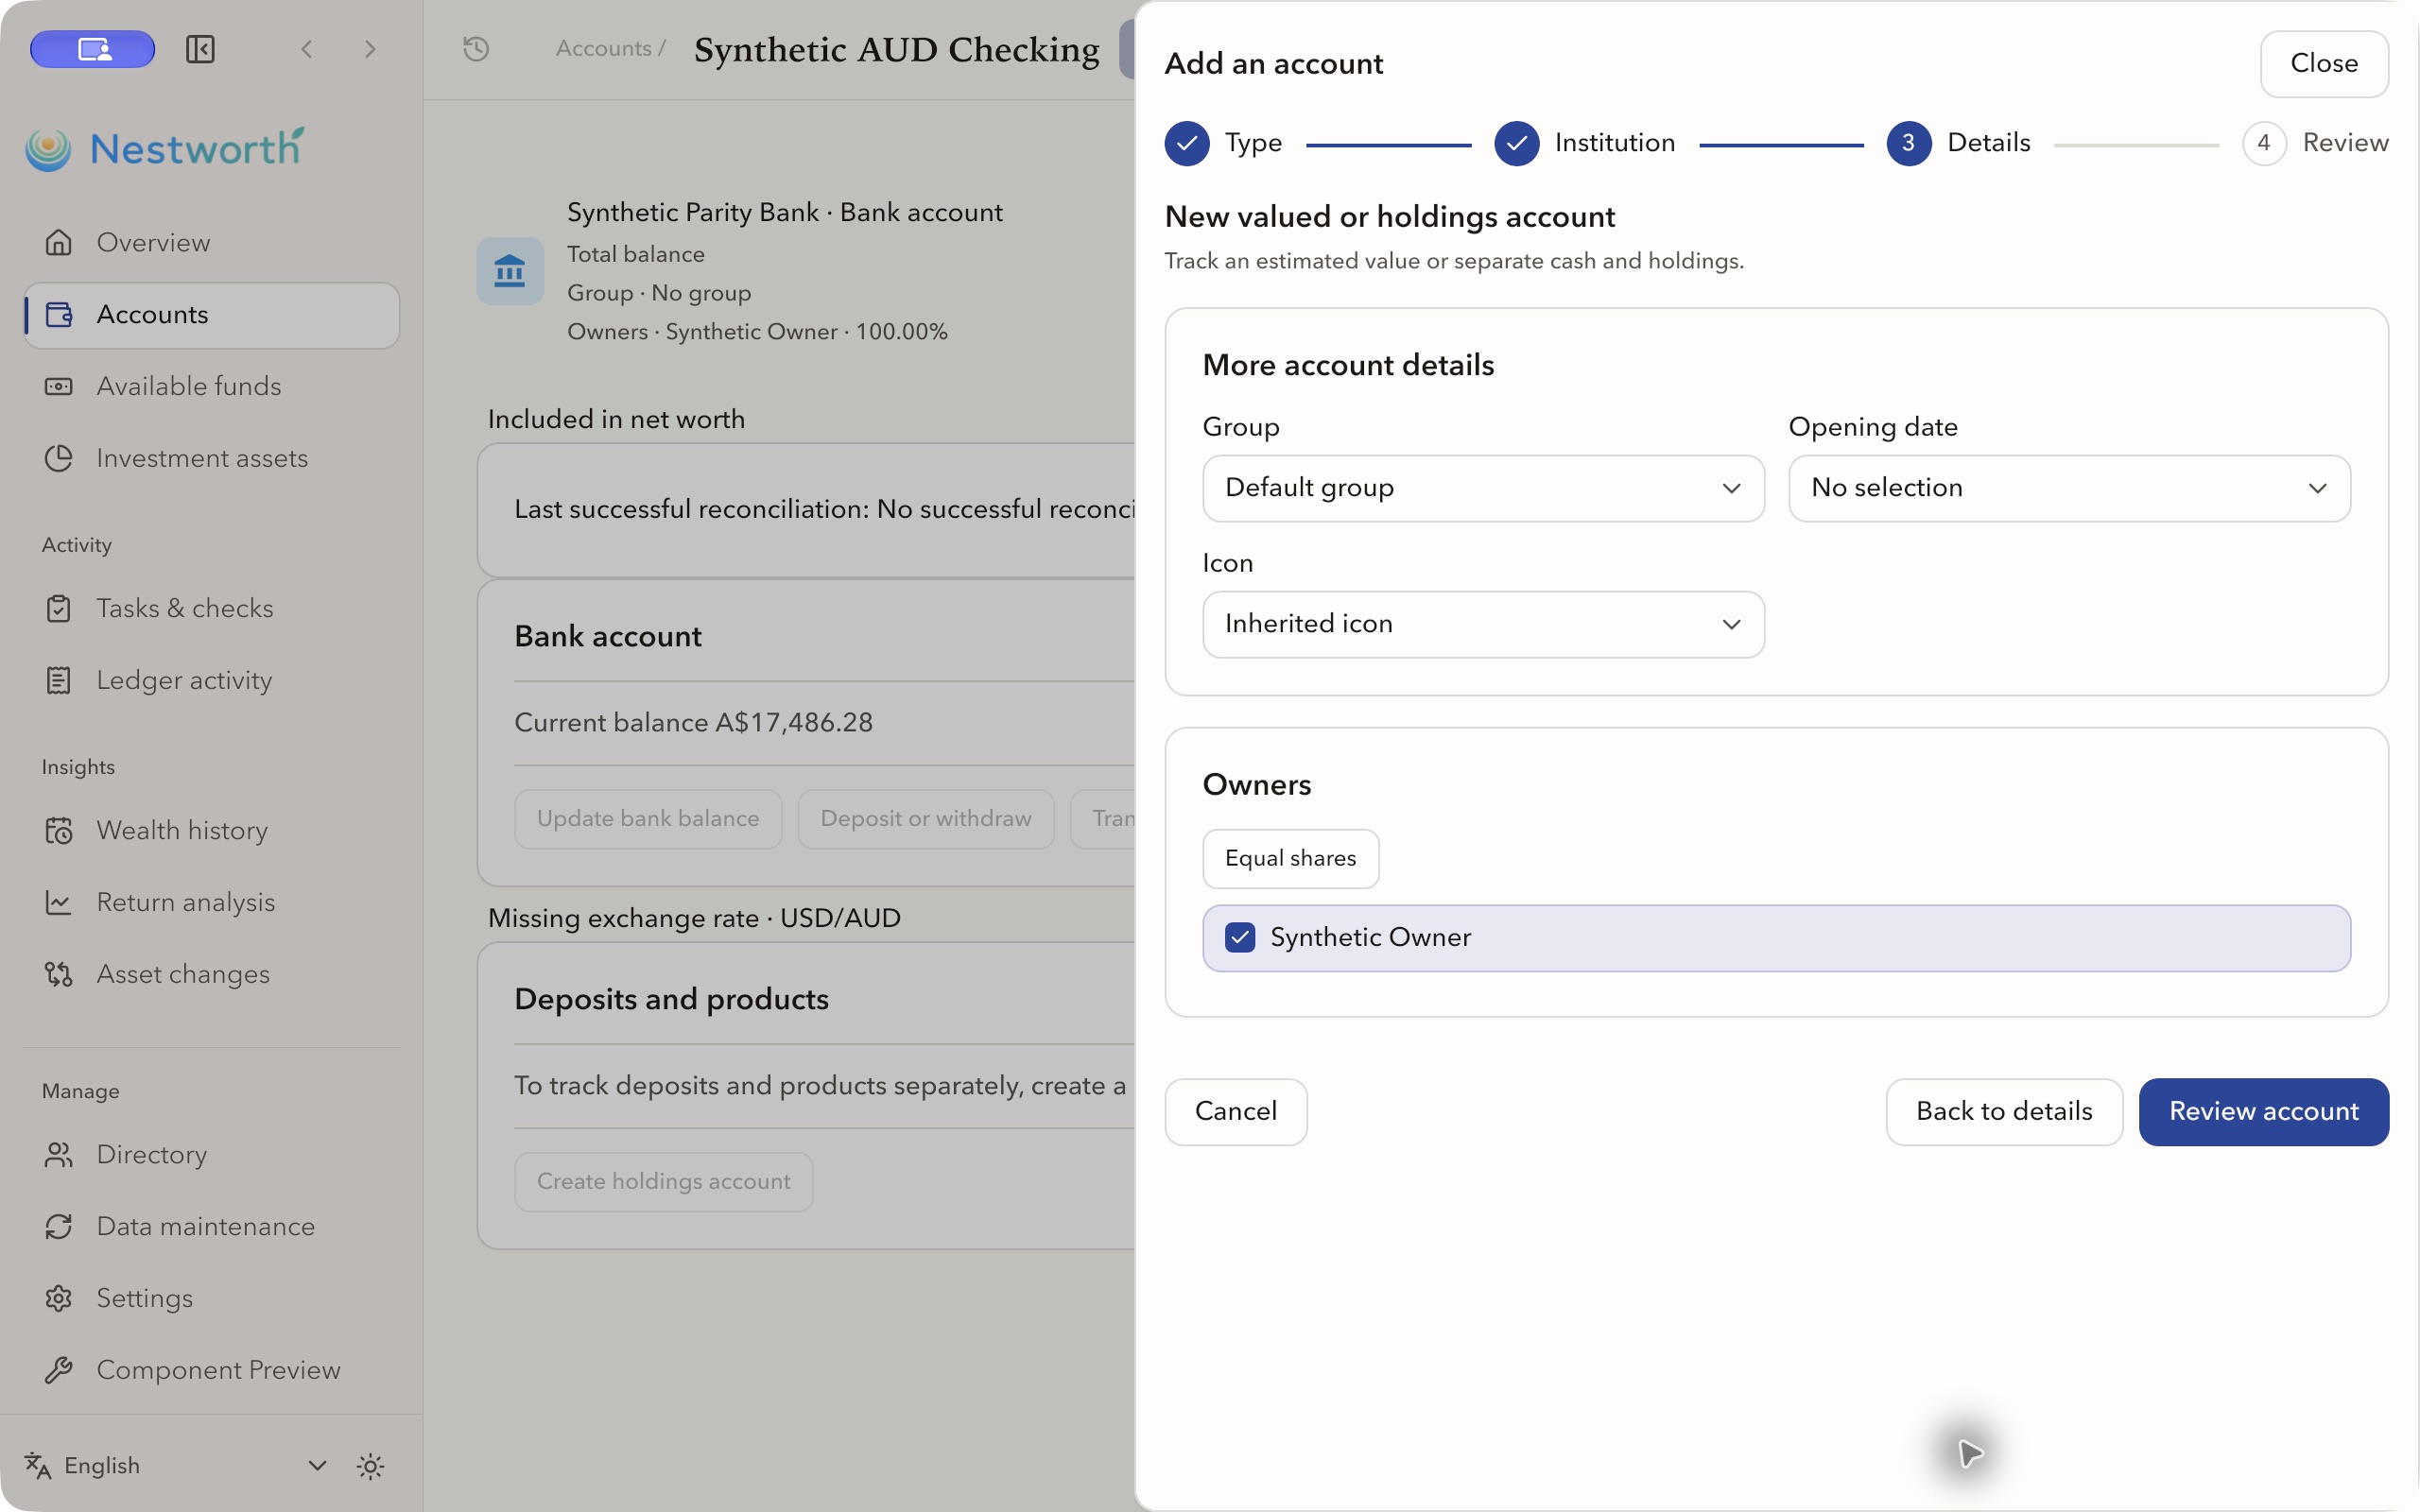 Nestworth
Overview
Accounts
Available funds
Investment assets
Activity
Tasks & checks
Ledger activity
Insights
Wealth history
Return analysis
Asset changes
Manage
Directory
Data maintenance
Settings
Component Preview
English
Accounts /
Synthetic AUD Checking
Synthetic Parity Bank · Bank account
Total balance
Group · No group
Owners · Synthetic Owner · 100.00%
Included in net worth
Last successful reconciliation: No successful reconci
Bank account
Current balance A$17,486.28
Update bank balance
Deposit or withdraw
Tran
Missing exchange rate · USD/AUD
Deposits and products
To track deposits and products separately, create a
Create holdings account
Add an account
Close
Type
Institution
3 Details
4 Review
New valued or holdings account
Track an estimated value or separate cash and holdings.
More account details
Group
Default group
Opening date
No selection
Icon
Inherited icon
Owners
Equal shares
Synthetic Owner
Cancel
Back to details
Review account